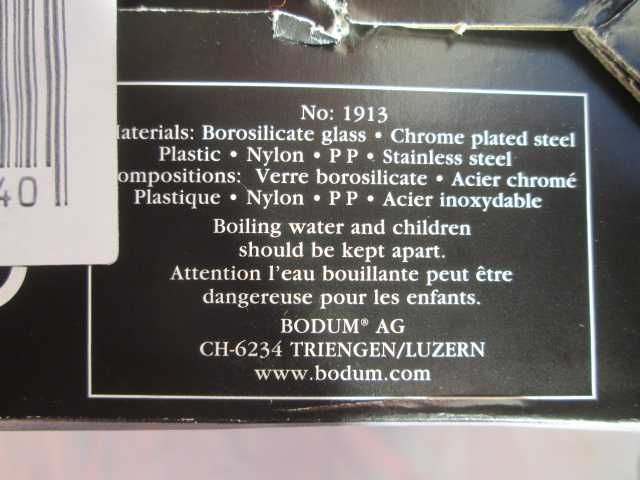 No: 1913
aterials: Borosilicate glass • Chrome plated steel
Plastic • Nylon • P P • Stainless steel
ompositions: Verre borosilicate • Acier chromé
Plastique • Nylon • P P • Acier inoxydable
Boiling water and children
should be kept apart.
Attention l'eau bouillante peut être
dangereuse pour les enfants.
BODUM® AG
CH-6234 TRIENGEN/LUZERN
www.bodum.com
40